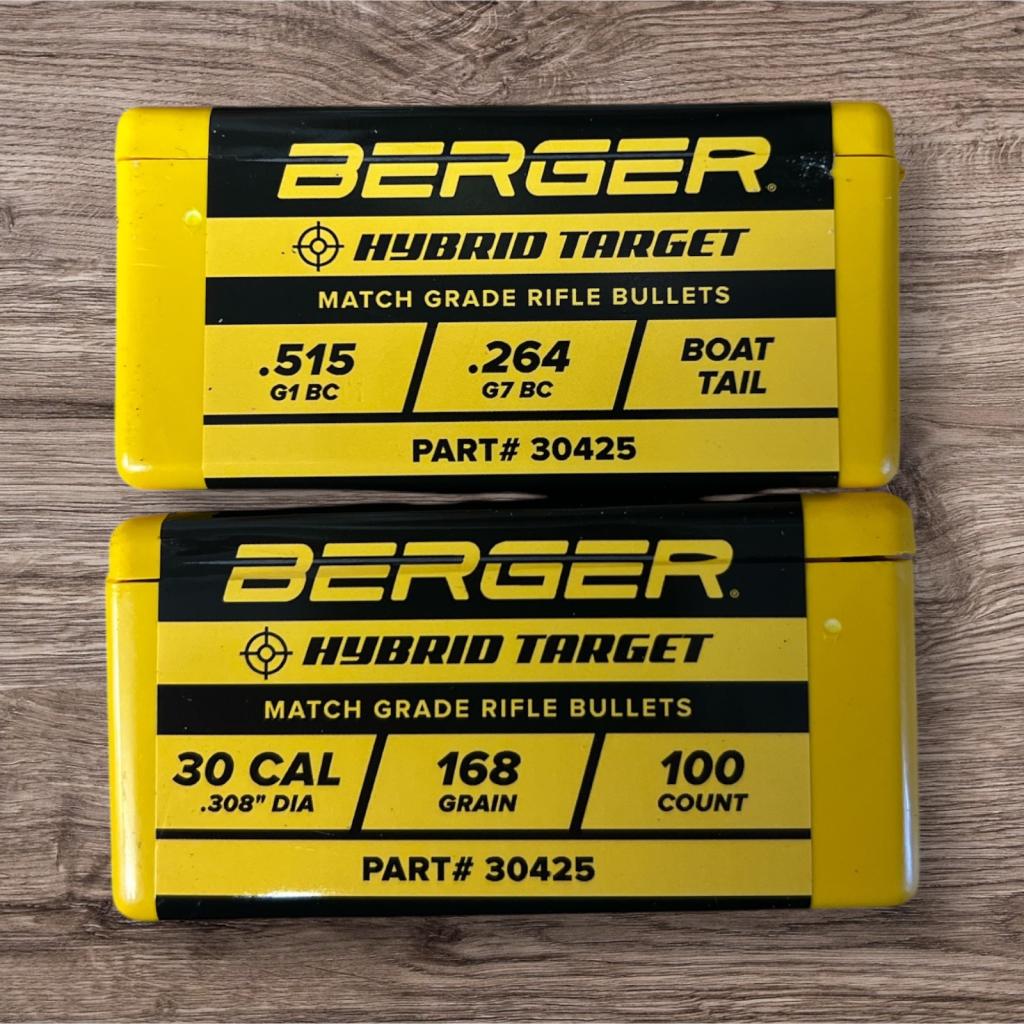 BERGER®
HYBRID TARGET
MATCH GRADE RIFLE BULLETS
.515 .264 BOAT
G1 BC G7 BC TAIL
PART# 30425
BERGER®
HYBRID TARGET
MATCH GRADE RIFLE BULLETS
30 CAL 168 100
.308" DIA GRAIN COUNT
PART# 30425